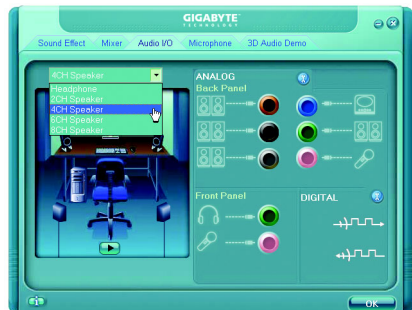 GIGABYTE
TECHNOLOGY
Sound Effect Mixer Audio I/O Microphone 3D Audio Demo
4CH Speaker
Headphone
2CH Speaker
4CH Speaker
6CH Speaker
8CH Speaker
ANALOG
Back Panel
Front Panel
DIGITAL
OK